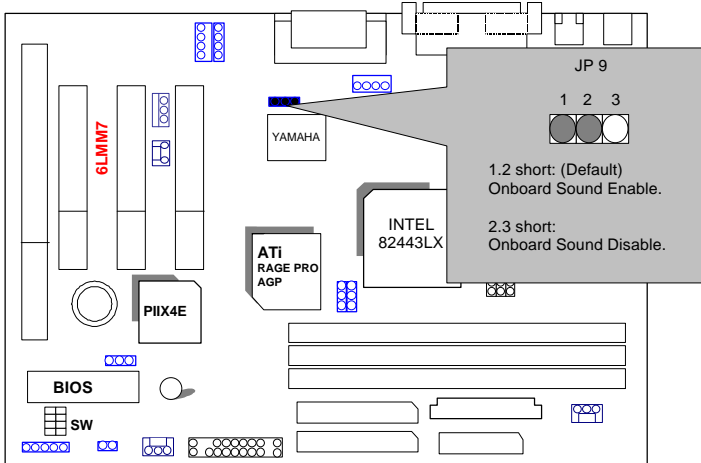 JP 9
1 2 3
1.2 short: (Default)
Onboard Sound Enable.
2.3 short:
Onboard Sound Disable.
6LMM7
YAMAHA
INTEL
82443LX
ATi
RAGE PRO
AGP
PIIX4E
BIOS
SW